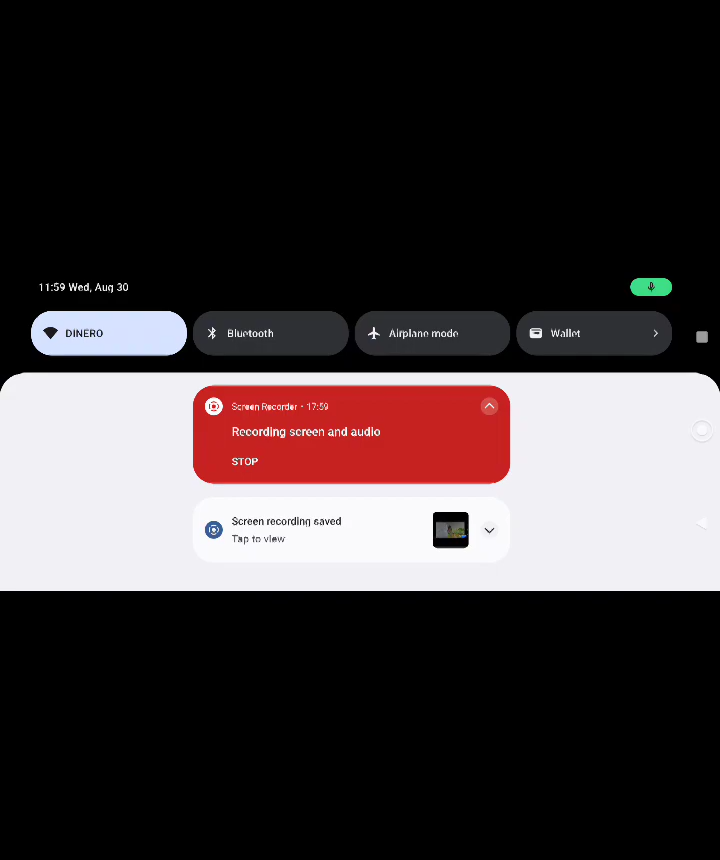 11:59 Wed, Aug 30
DINERO
Bluetooth
Airplane mode
Wallet
Screen Recorder • 17:59
Recording screen and audio
STOP
Screen recording saved
Tap to view